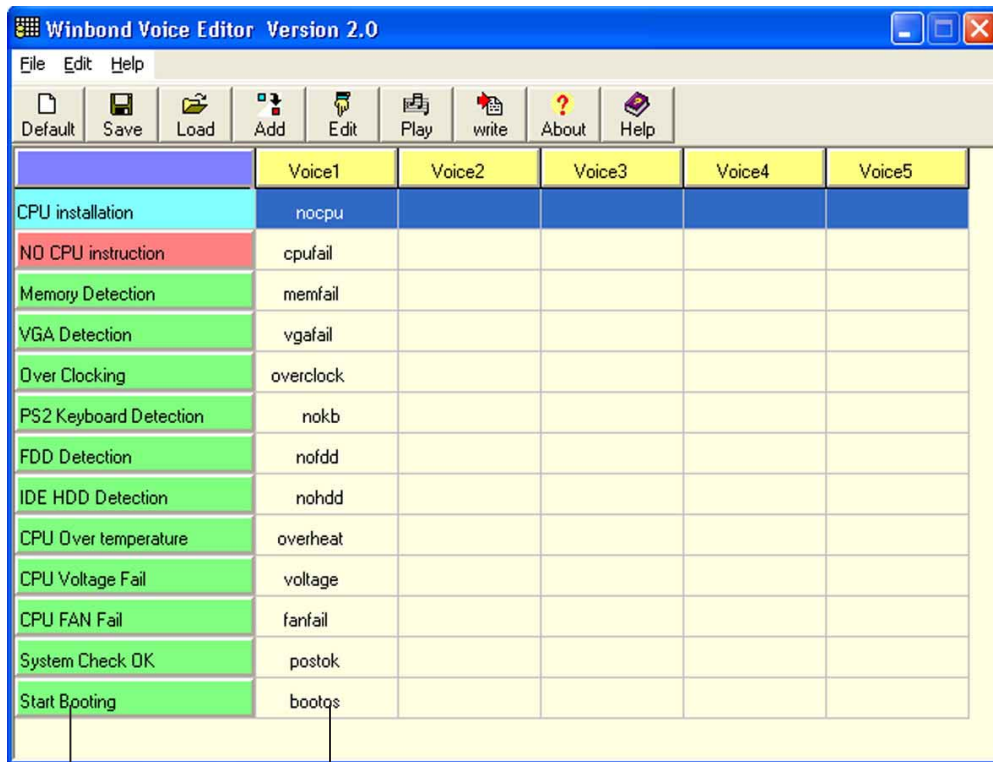 Winbond Voice Editor Version 2.0
File Edit Help
Default Save Load Add Edit Play write About Help
Voice1 Voice2 Voice3 Voice4 Voice5
CPU installation nocpu
NO CPU instruction cpufail
Memory Detection memfail
VGA Detection vgafail
Over Clocking overclock
PS2 Keyboard Detection nokb
FDD Detection nofdd
IDE HDD Detection nohdd
CPU Over temperature overheat
CPU Voltage Fail voltage
CPU FAN Fail fanfail
System Check OK postok
Start Booting bootos